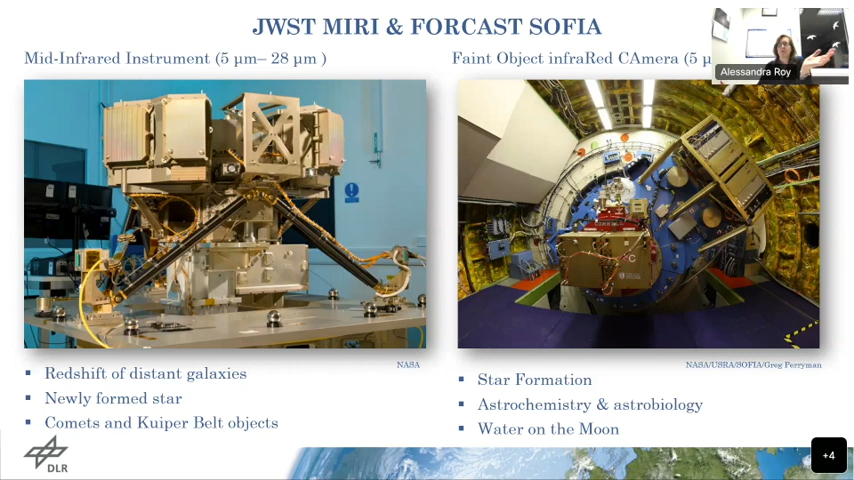 JWST MIRI & FORCAST SOFIA
Mid-Infrared Instrument (5 µm– 28 µm )
Faint Object infraRed CAmera (5 µ
Alessandra Roy
NASA
NASA/USRA/SOFIA/Greg Perryman
▪ Redshift of distant galaxies
▪ Newly formed star
▪ Comets and Kuiper Belt objects
▪ Star Formation
▪ Astrochemistry & astrobiology
▪ Water on the Moon
DLR
+4